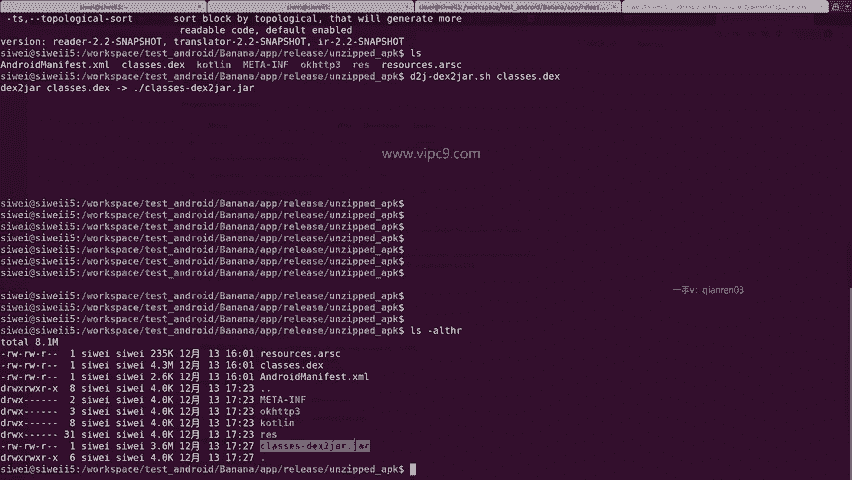 -ts,--topological-sort       sort block by topological, that will generate more
                              readable code, default enabled
version: reader-2.2-SNAPSHOT, translator-2.2-SNAPSHOT, ir-2.2-SNAPSHOT
siwei@siweii5:/workspace/test_android/Banana/app/release/unzipped_apk$ ls
AndroidManifest.xml  classes.dex  kotlin  META-INF  okhttp3  res  resources.arsc
siwei@siweii5:/workspace/test_android/Banana/app/release/unzipped_apk$ d2j-dex2jar.sh classes.dex
dex2jar classes.dex -> ./classes-dex2jar.jar
www.vipc9.com
siwei@siweii5:/workspace/test_android/Banana/app/release/unzipped_apk$
siwei@siweii5:/workspace/test_android/Banana/app/release/unzipped_apk$
siwei@siweii5:/workspace/test_android/Banana/app/release/unzipped_apk$
siwei@siweii5:/workspace/test_android/Banana/app/release/unzipped_apk$
siwei@siweii5:/workspace/test_android/Banana/app/release/unzipped_apk$
siwei@siweii5:/workspace/test_android/Banana/app/release/unzipped_apk$
siwei@siweii5:/workspace/test_android/Banana/app/release/unzipped_apk$
一手v：qianren03
siwei@siweii5:/workspace/test_android/Banana/app/release/unzipped_apk$
siwei@siweii5:/workspace/test_android/Banana/app/release/unzipped_apk$
siwei@siweii5:/workspace/test_android/Banana/app/release/unzipped_apk$
siwei@siweii5:/workspace/test_android/Banana/app/release/unzipped_apk$ ls -althr
total 8.1M
-rw-rw-r--  1 siwei siwei 235K 12月 13 16:01 resources.arsc
-rw-rw-r--  1 siwei siwei 4.3M 12月 13 16:01 classes.dex
-rw-rw-r--  1 siwei siwei 2.6K 12月 13 16:01 AndroidManifest.xml
drwxrwxr-x  8 siwei siwei 4.0K 12月 13 17:23 ..
drwx------  2 siwei siwei 4.0K 12月 13 17:23 META-INF
drwx------  3 siwei siwei 4.0K 12月 13 17:23 okhttp3
drwx------  8 siwei siwei 4.0K 12月 13 17:23 kotlin
drwx------ 31 siwei siwei 4.0K 12月 13 17:23 res
-rw-rw-r--  1 siwei siwei 3.6M 12月 13 17:27 classes-dex2jar.jar
drwxrwxr-x  6 siwei siwei 4.0K 12月 13 17:27 .
siwei@siweii5:/workspace/test_android/Banana/app/release/unzipped_apk$